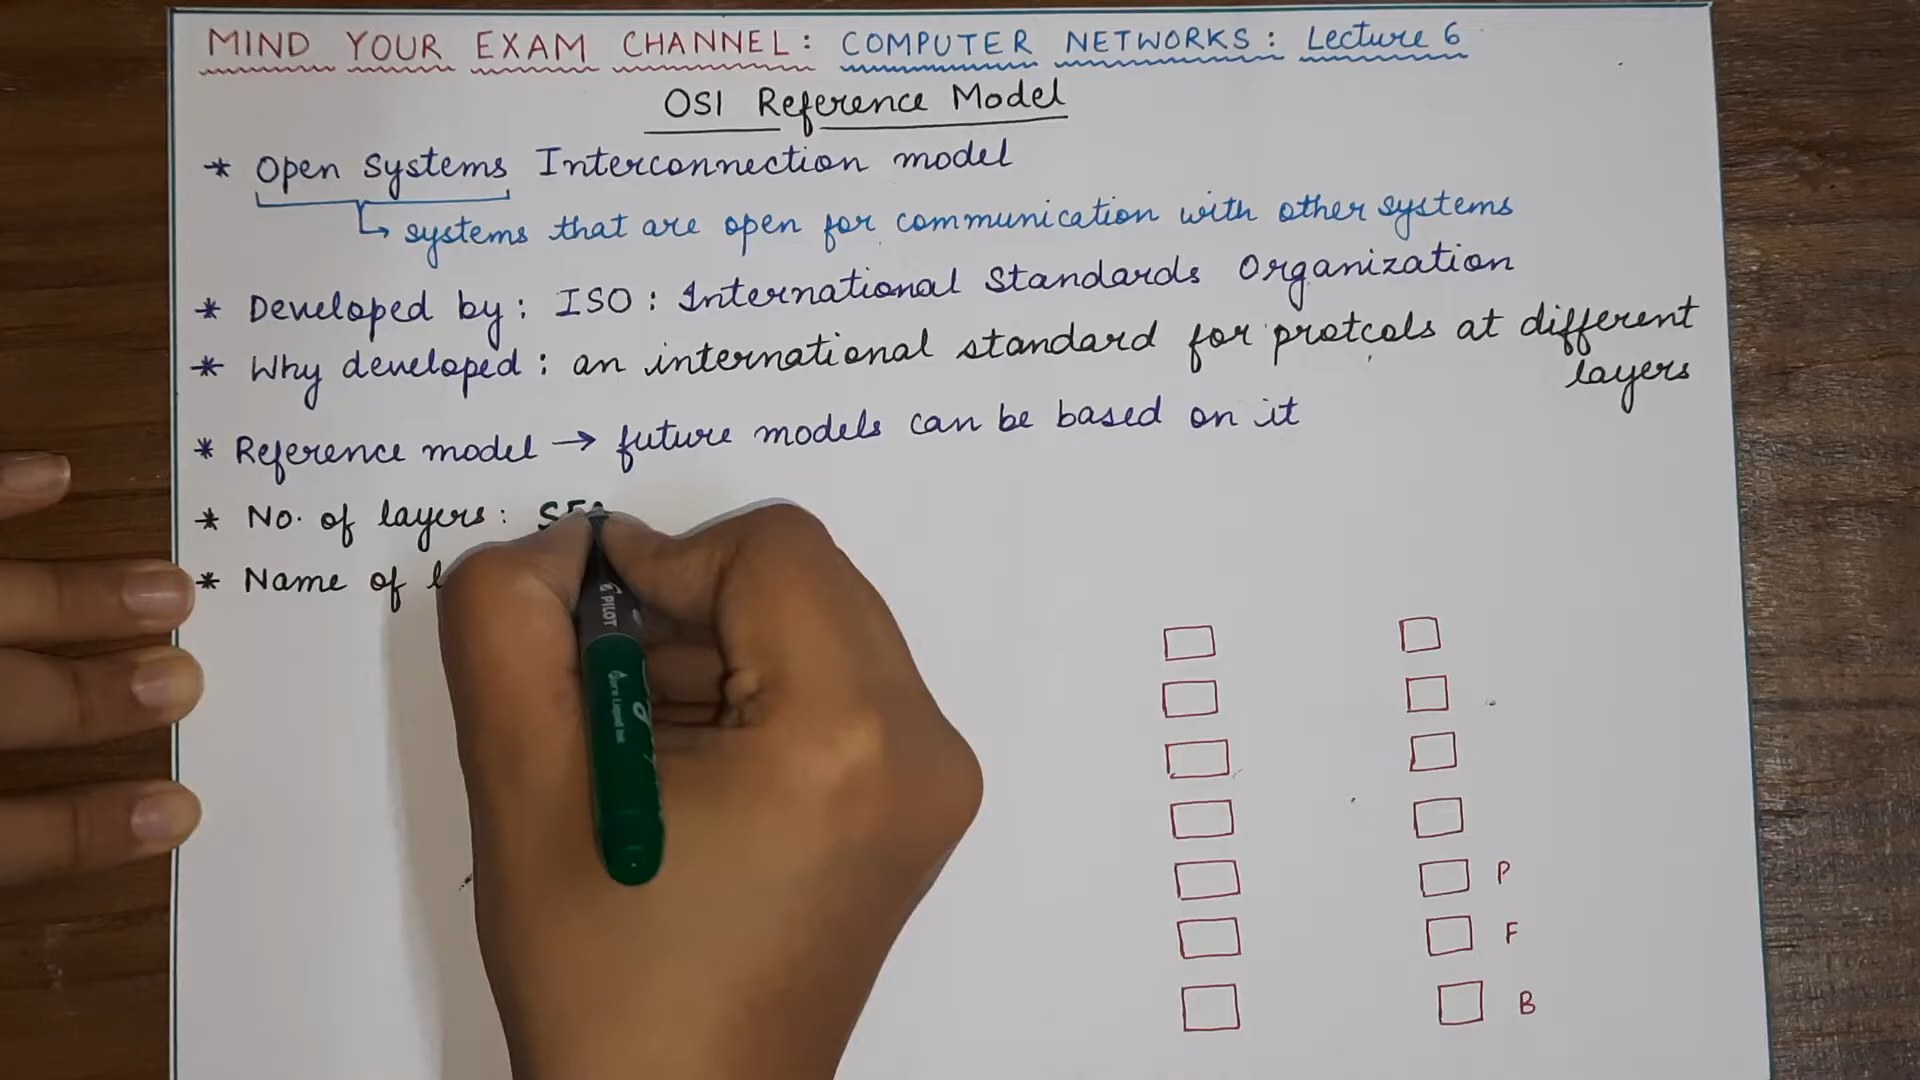 MIND YOUR EXAM CHANNEL: COMPUTER NETWORKS: Lecture 6
OSI Reference Model
* Open Systems Interconnection model
↳ systems that are open for communication with other systems
* Developed by: ISO: International Standards Organization
* Why developed: an international standard for protcols at different
layers
* Reference model → future models can be based on it
* No. of layers:
* Name of
PILOT
P
F
B